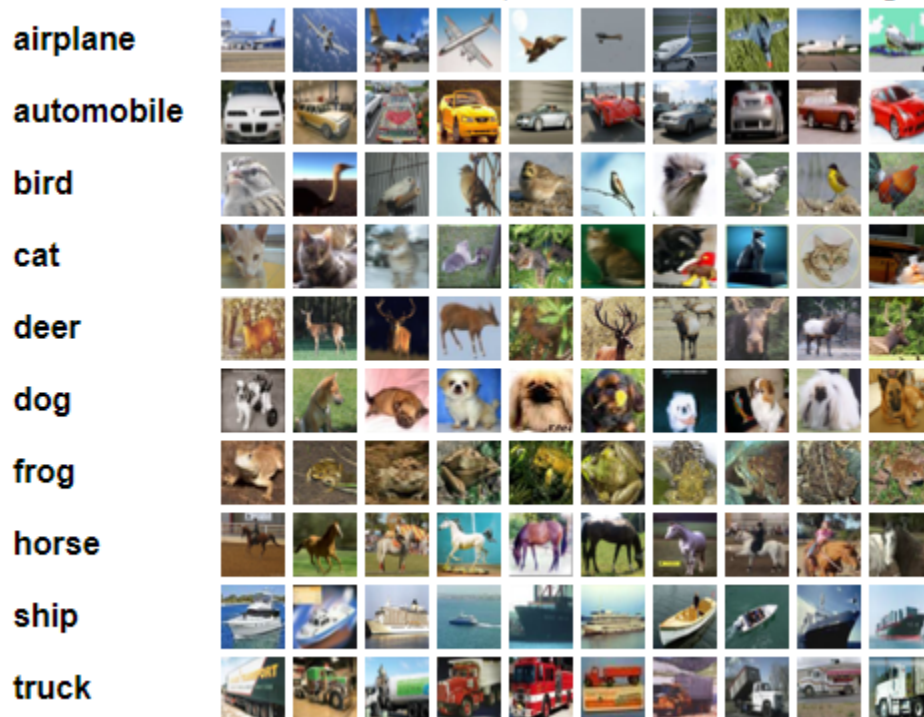 airplane
automobile
bird
cat
deer
dog
frog
horse
ship
truck